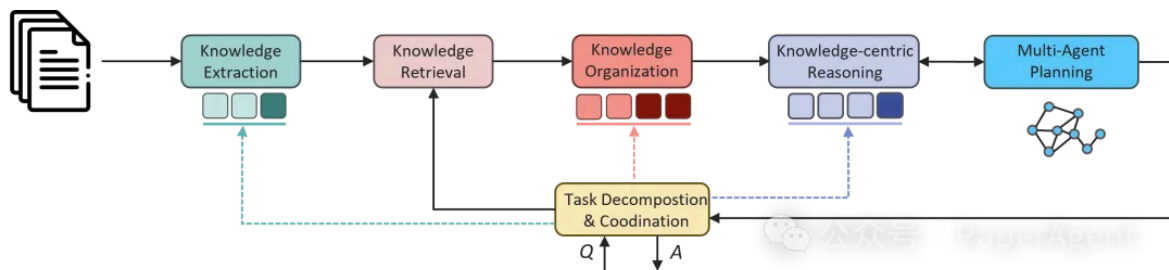 Knowledge
Extraction
Knowledge
Retrieval
Knowledge
Organization
Knowledge-centric
Reasoning
Multi-Agent
Planning
Task Decompostion
& Coodination
Q
A
公众号 PaperAgent